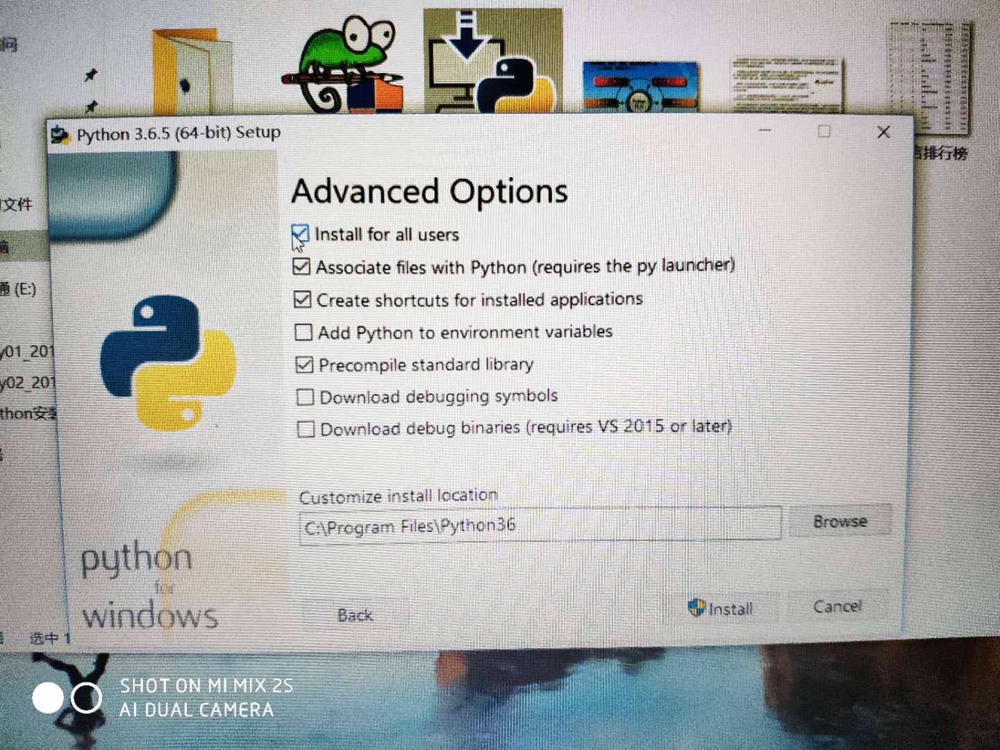 问
言排行榜
文件
脑
通 (E:)
y01_201
y02_201
thon安装
选中 1
Python 3.6.5 (64-bit) Setup
Advanced Options
Install for all users
Associate files with Python (requires the py launcher)
Create shortcuts for installed applications
Add Python to environment variables
Precompile standard library
Download debugging symbols
Download debug binaries (requires VS 2015 or later)
Customize install location
C:\Program Files\Python36
Browse
python
for
windows
Back
Install
Cancel
SHOT ON MI MIX 2S
AI DUAL CAMERA